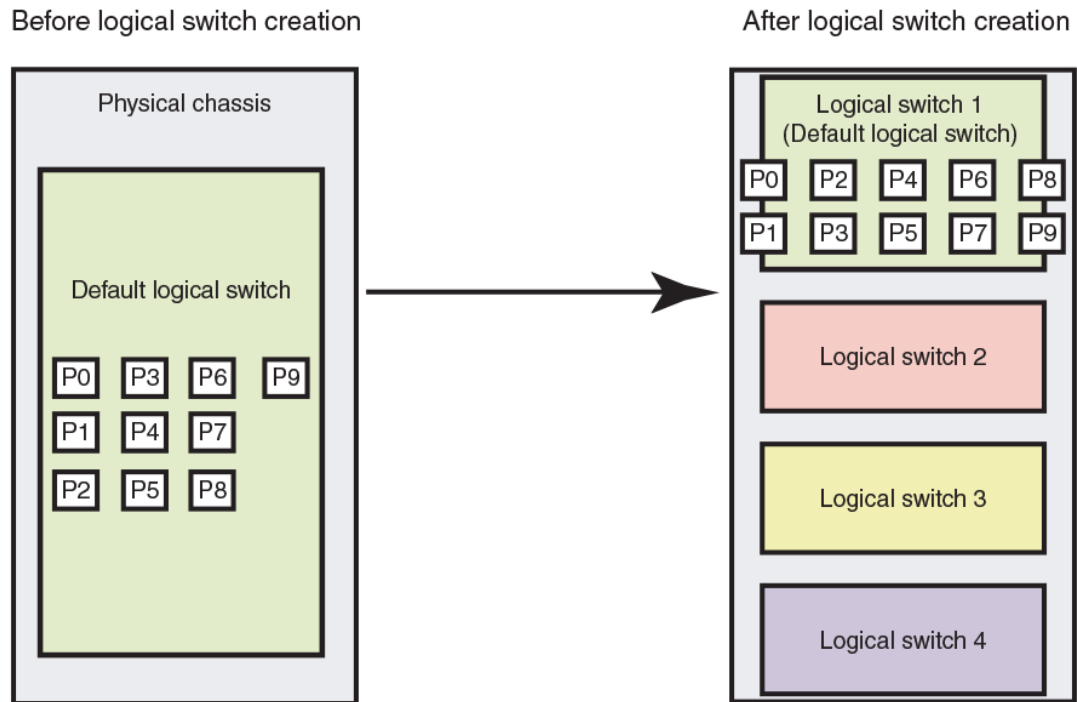 Before logical switch creation
After logical switch creation
Physical chassis
Default logical switch
P0 P3 P6 P9
P1 P4 P7
P2 P5 P8
Logical switch 1
(Default logical switch)
P0 P2 P4 P6 P8
P1 P3 P5 P7 P9
Logical switch 2
Logical switch 3
Logical switch 4